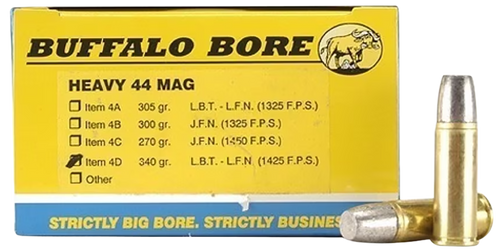 BUFFALO BORE
HEAVY 44 MAG
Item 4A 305 gr. L.B.T. - L.F.N. (1325 F.P.S.)
Item 4B 300 gr. J.F.N. (1325 F.P.S.)
Item 4C 270 gr. J.F.N. (1450 F.P.S.)
Item 4D 340 gr. L.B.T. - L.F.N. (1425 F.P.S.)
Other
STRICTLY BIG BORE. STRICTLY BUSINES